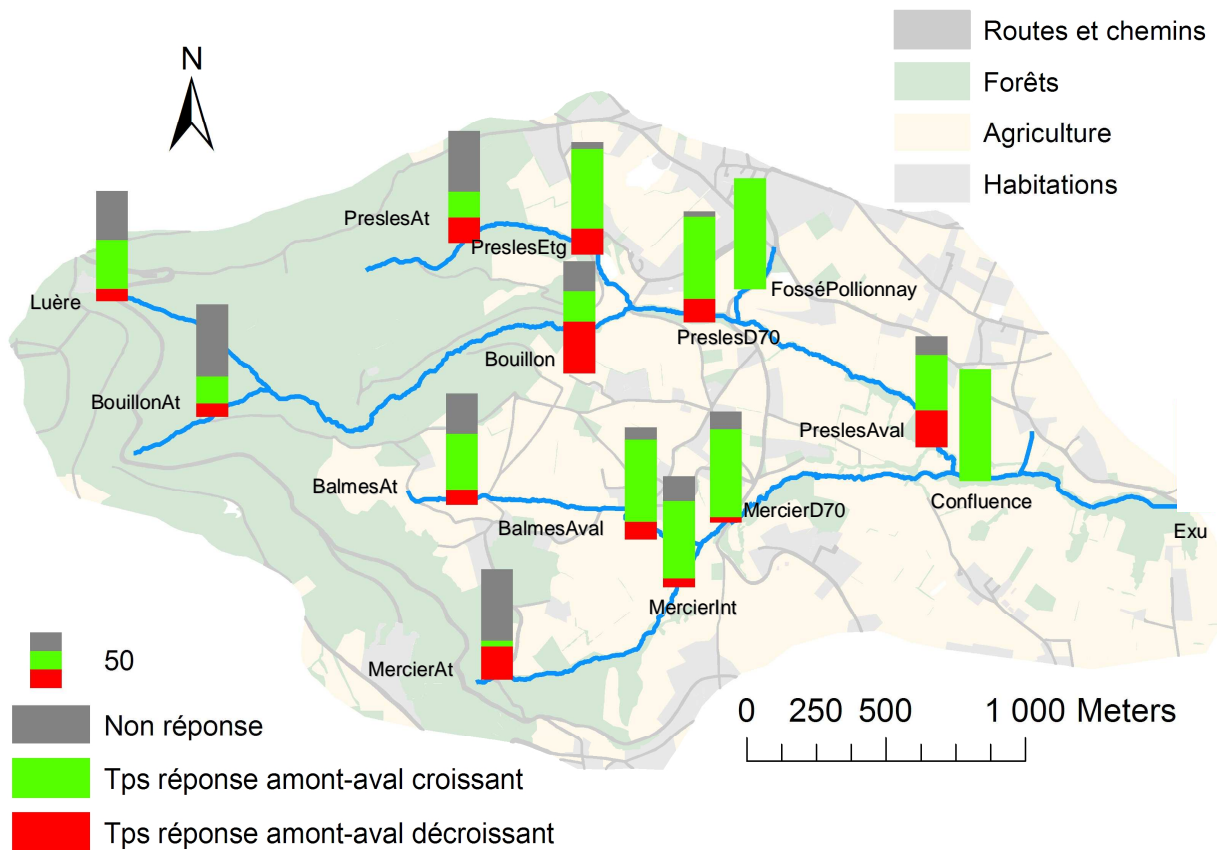 Routes et chemins
Forêts
Agriculture
Habitations
N
PreslesAt
PreslesEtg
Luère
FosséPollionnay
PreslesD70
Bouillon
BouillonAt
PreslesAval
BalmesAt
Confluence
MercierD70
BalmesAval
Exu
MercierInt
MercierAt
50
Non réponse
Tps réponse amont-aval croissant
Tps réponse amont-aval décroissant
0 250 500 1 000 Meters